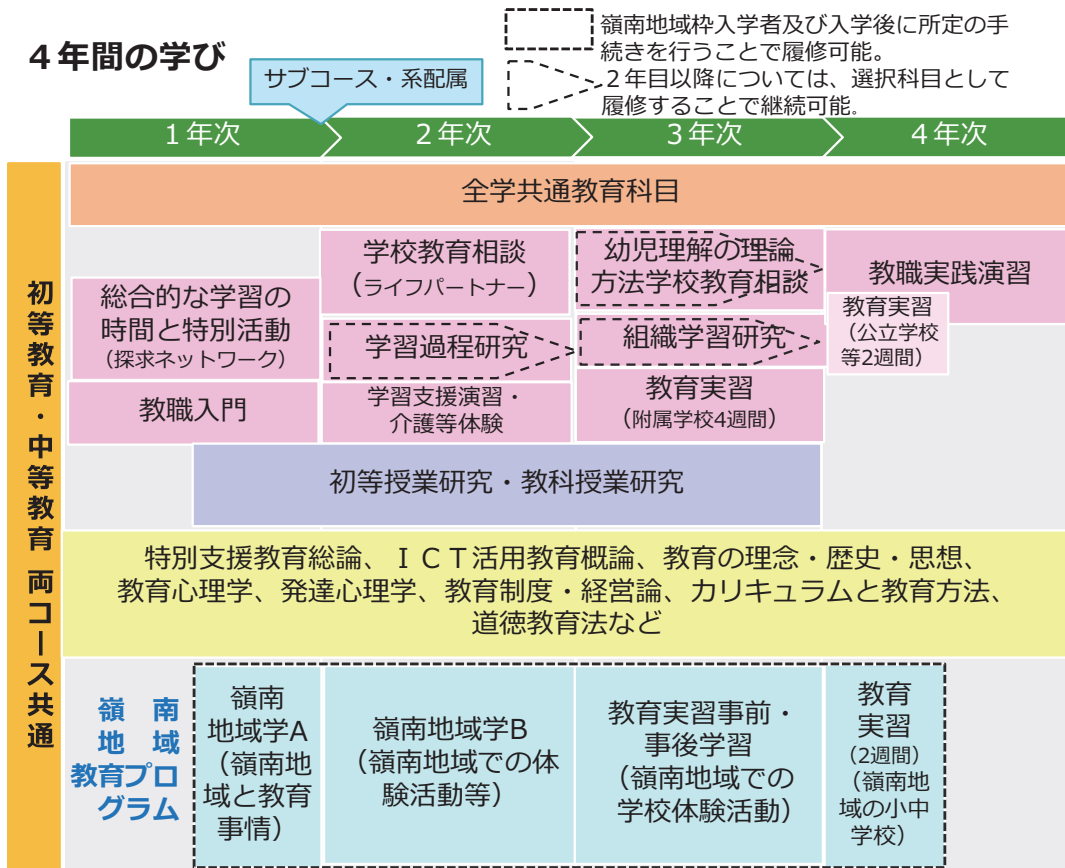 ４年間の学び
嶺南地域枠入学者及び入学後に所定の手
続きを行うことで履修可能。
２年目以降については、選択科目として
履修することで継続可能。
サブコース・系配属
１年次
２年次
３年次
４年次
初等教育・中等教育 両コース共通
全学共通教育科目
総合的な学習の
時間と特別活動
（探求ネットワーク）
教職入門
学校教育相談
（ライフパートナー）
学習過程研究
学習支援演習・
介護等体験
幼児理解の理論
方法学校教育相談
組織学習研究
教育実習
（附属学校4週間）
教職実践演習
教育実習
（公立学校
等2週間）
初等授業研究・教科授業研究
特別支援教育総論、ＩＣＴ活用教育概論、教育の理念・歴史・思想、
教育心理学、発達心理学、教育制度・経営論、カリキュラムと教育方法、
道徳教育法など
嶺　南
地　域
教育プロ
グラム
嶺南
地域学A
（嶺南地
域と教育
事情）
嶺南地域学B
（嶺南地域での体
験活動等）
教育実習事前・
事後学習
（嶺南地域での
学校体験活動）
教育
実習
（2週間）
（嶺南地
域の小中
学校）